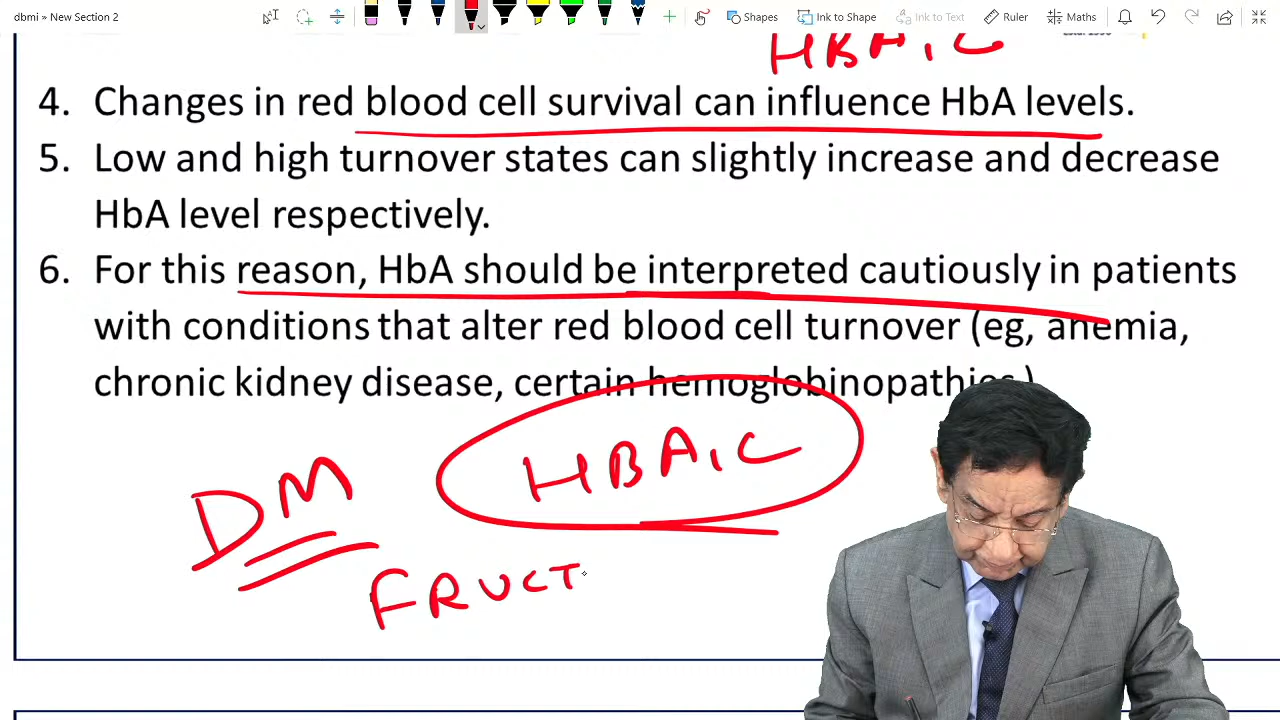 dbmi » New Section 2
Shapes
Ink to Shape
Ink to Text
Ruler
Maths
HBA1C
4. Changes in red blood cell survival can influence HbA levels.
5. Low and high turnover states can slightly increase and decrease
HbA level respectively.
6. For this reason, HbA should be interpreted cautiously in patients
with conditions that alter red blood cell turnover (eg, anemia,
chronic kidney disease, certain hemoglobinopathies.)
DM
HBA1C
FRUCT